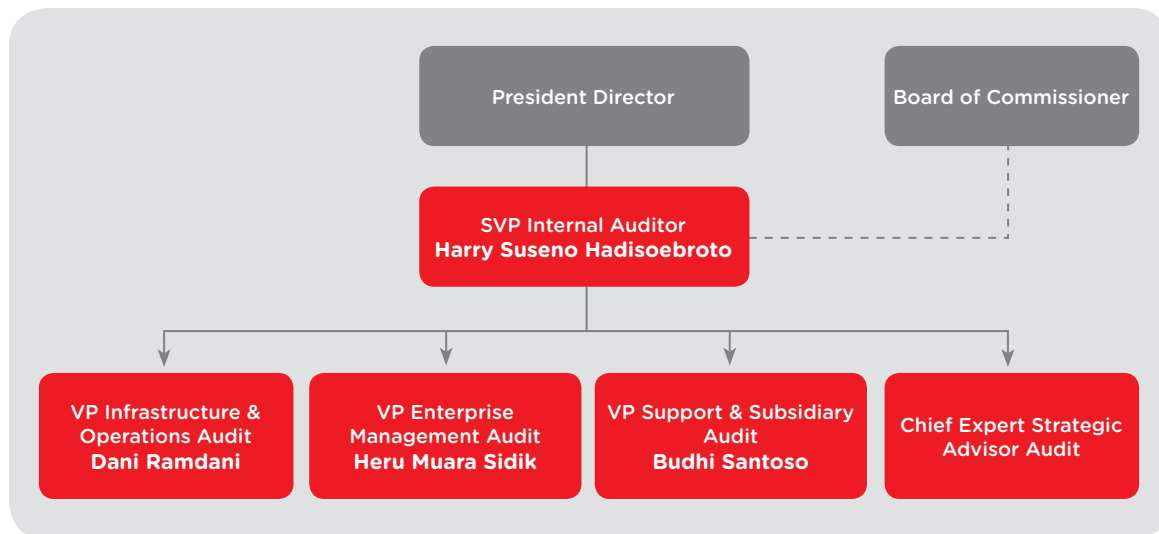 President Director
Board of Commissioner
SVP Internal Auditor
Harry Suseno Hadisoebroto
VP Infrastructure &
Operations Audit
Dani Ramdani
VP Enterprise
Management Audit
Heru Muara Sidik
VP Support & Subsidiary
Audit
Budhi Santoso
Chief Expert Strategic
Advisor Audit